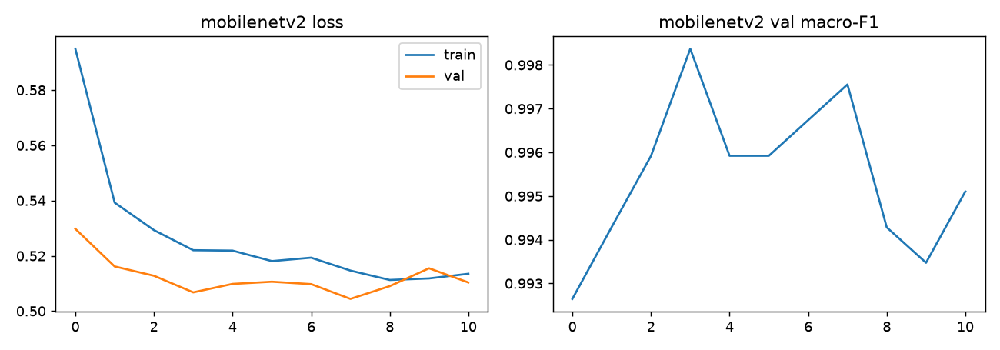 mobilenetv2 loss
train
val
0.58
0.56
0.54
0.52
0.50
0 2 4 6 8 10
mobilenetv2 val macro-F1
0.998
0.997
0.996
0.995
0.994
0.993
0 2 4 6 8 10